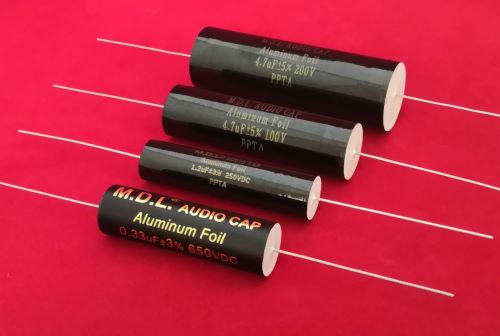 M.D.L. AUDIO CAP
Aluminum Foil
4.7uF±5% 200V
PPTA
M.D.L. AUDIO CAP
Aluminum Foil
4.7uF±5% 100V
PPTA
Aluminum Foil
1.2uF±3% 250VDC
PPTA
M.D.L. AUDIO CAP
Aluminum Foil
0.33uF±3% 650VDC